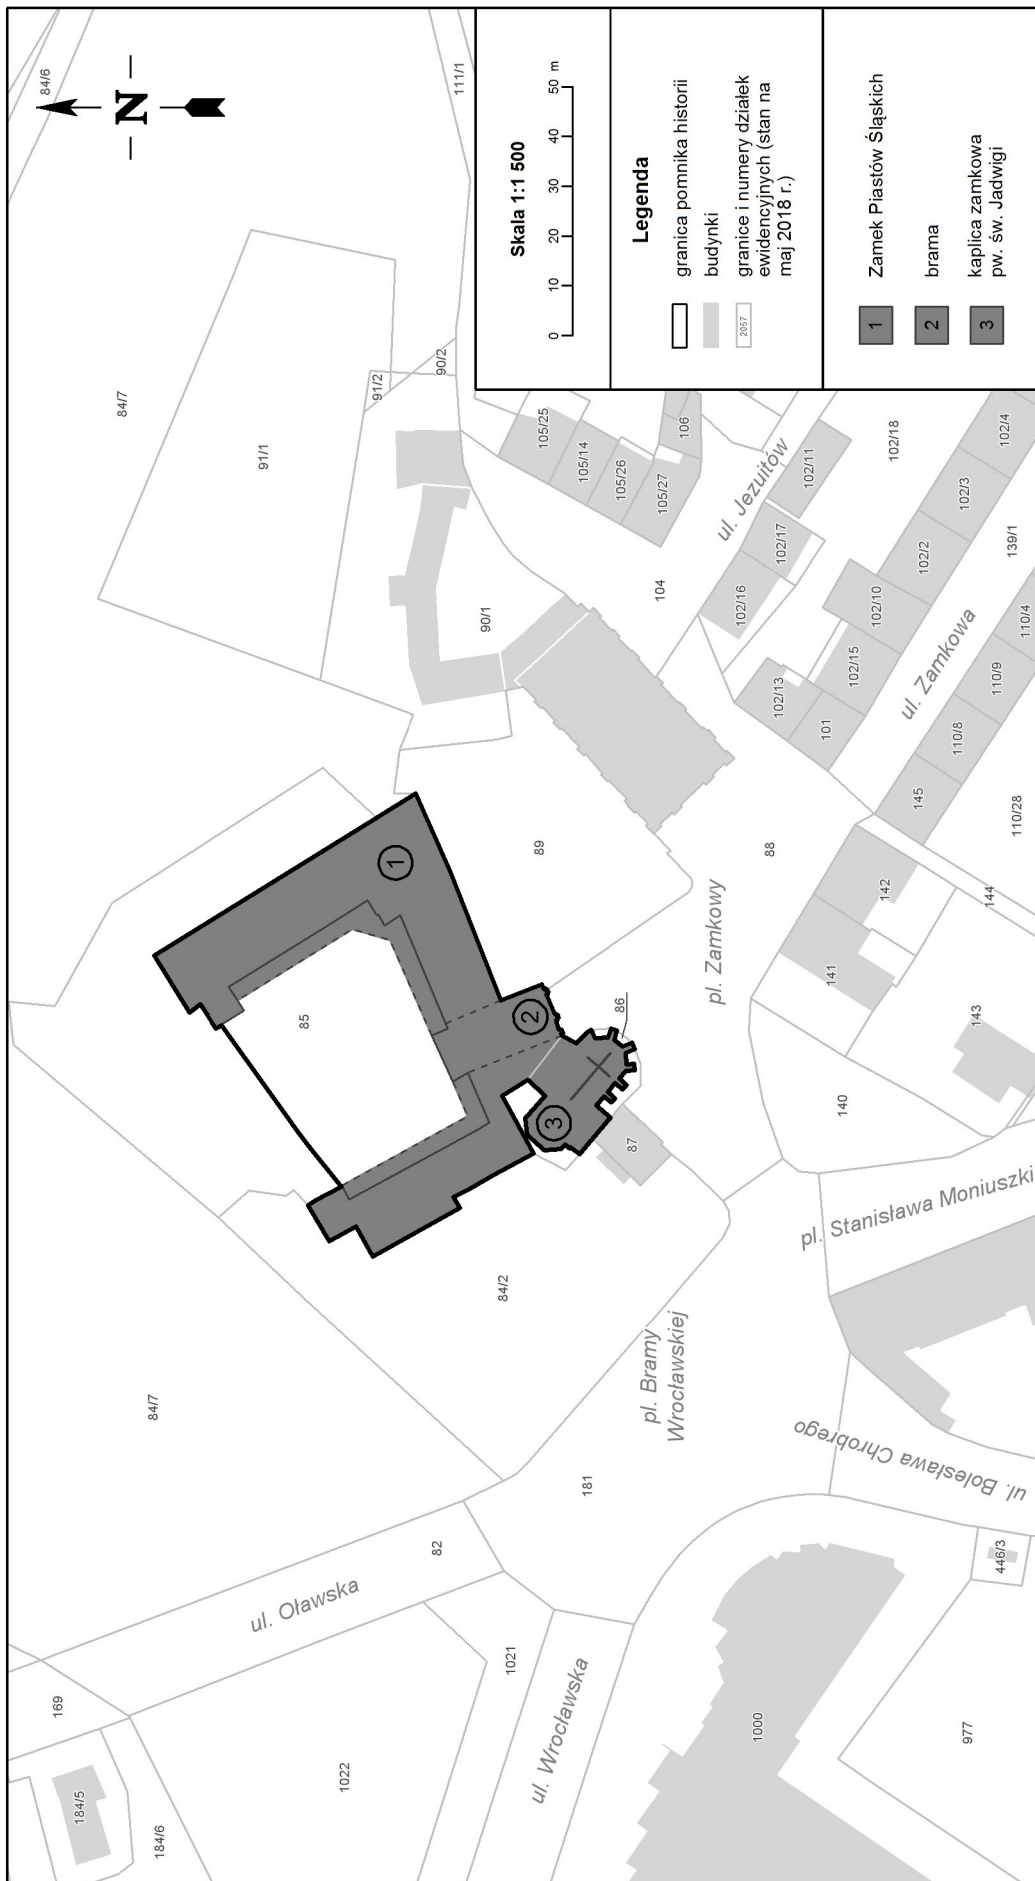 84/6
N
111/1
84/7
91/1
91/2
90/2
90/1
85
89
86
87
88
84/2
84/7
1
2
3
105/25
105/14
105/26
105/27
106
104
ul. Jezuitów
102/11
102/18
102/17
102/16
102/4
102/3
102/2
102/10
102/15
102/13
101
139/1
ul. Zamkowa
110/4
110/9
110/8
145
110/28
142
141
144
143
140
pl. Zamkowy
pl. Stanisława Moniuszki
pl. Bramy
Wrocławskiej
ul. Bolesława Chrobrego
181
82
ul. Oławska
169
184/5
184/6
1022
1021
ul. Wrocławska
1000
977
446/3
Skala 1:1 500
0 10 20 30 40 50 m
Legenda
granica pomnika historii
budynki
2057
granice i numery działek
ewidencyjnych (stan na
maj 2018 r.)
1 Zamek Piastów Śląskich
2 brama
3 kaplica zamkowa
pw. św. Jadwigi